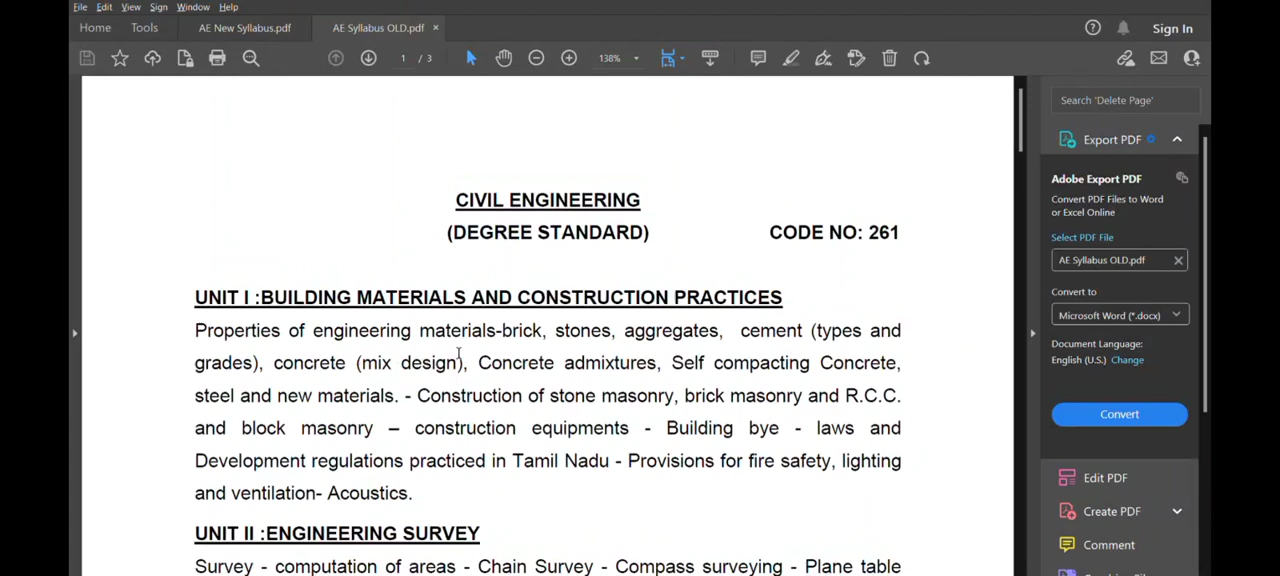 File Edit View Sign Window Help
Home Tools AE New Syllabus.pdf AE Syllabus OLD.pdf × Sign In
1 / 3 138%
Search 'Delete Page'
Export PDF
Adobe Export PDF
Convert PDF Files to Word
or Excel Online
Select PDF File
AE Syllabus OLD.pdf
Convert to
Microsoft Word (*.docx)
Document Language:
English (U.S.) Change
Convert
Edit PDF
Create PDF
Comment
CIVIL ENGINEERING
(DEGREE STANDARD) CODE NO: 261
UNIT I :BUILDING MATERIALS AND CONSTRUCTION PRACTICES
Properties of engineering materials-brick, stones, aggregates, cement (types and
grades), concrete (mix design), Concrete admixtures, Self compacting Concrete,
steel and new materials. - Construction of stone masonry, brick masonry and R.C.C.
and block masonry – construction equipments - Building bye - laws and
Development regulations practiced in Tamil Nadu - Provisions for fire safety, lighting
and ventilation- Acoustics.
UNIT II :ENGINEERING SURVEY
Survey - computation of areas - Chain Survey - Compass surveying - Plane table